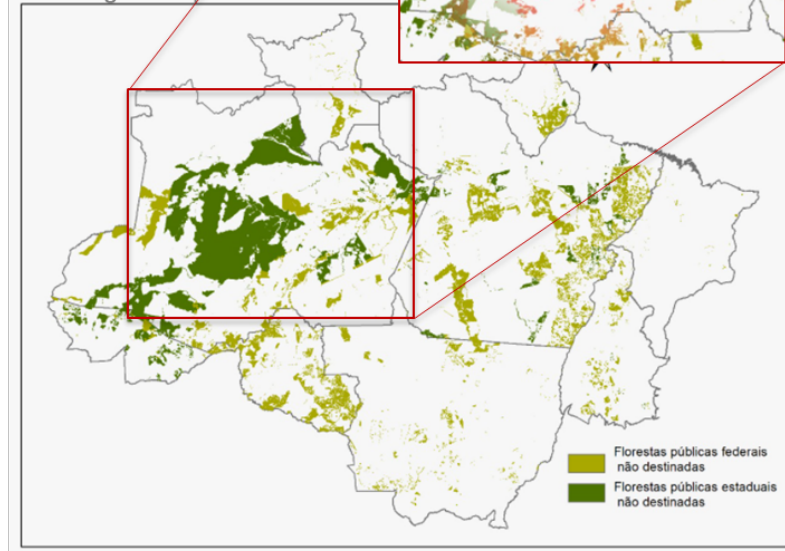 Florestas públicas federais
não destinadas
Florestas públicas estaduais
não destinadas